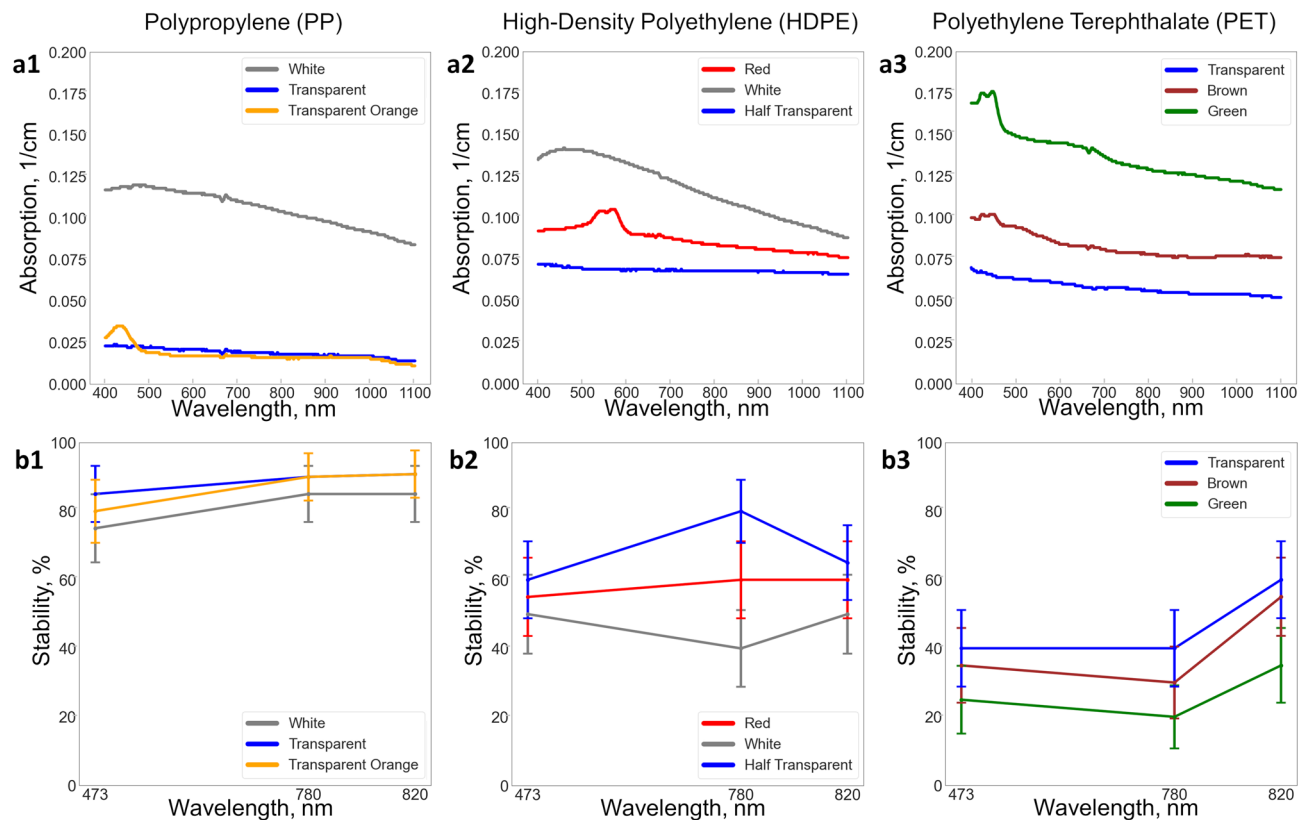 Polypropylene (PP)
High-Density Polyethylene (HDPE)
Polyethylene Terephthalate (PET)
a1
Absorption, 1/cm
0.200
0.175
0.150
0.125
0.100
0.075
0.050
0.025
0.000
White
Transparent
Transparent Orange
400 500 600 700 800 900 1000 1100
Wavelength, nm
a2
Absorption, 1/cm
0.200
0.175
0.150
0.125
0.100
0.075
0.050
0.025
0.000
Red
White
Half Transparent
400 500 600 700 800 900 1000 1100
Wavelength, nm
a3
Absorption, 1/cm
0.200
0.175
0.150
0.125
0.100
0.075
0.050
0.025
0.000
Transparent
Brown
Green
400 500 600 700 800 900 1000 1100
Wavelength, nm
b1
Stability, %
100
80
60
40
20
0
White
Transparent
Transparent Orange
473 780 820
Wavelength, nm
b2
Stability, %
100
80
60
40
20
0
Red
White
Half Transparent
473 780 820
Wavelength, nm
b3
Stability, %
100
80
60
40
20
0
Transparent
Brown
Green
473 780 820
Wavelength, nm